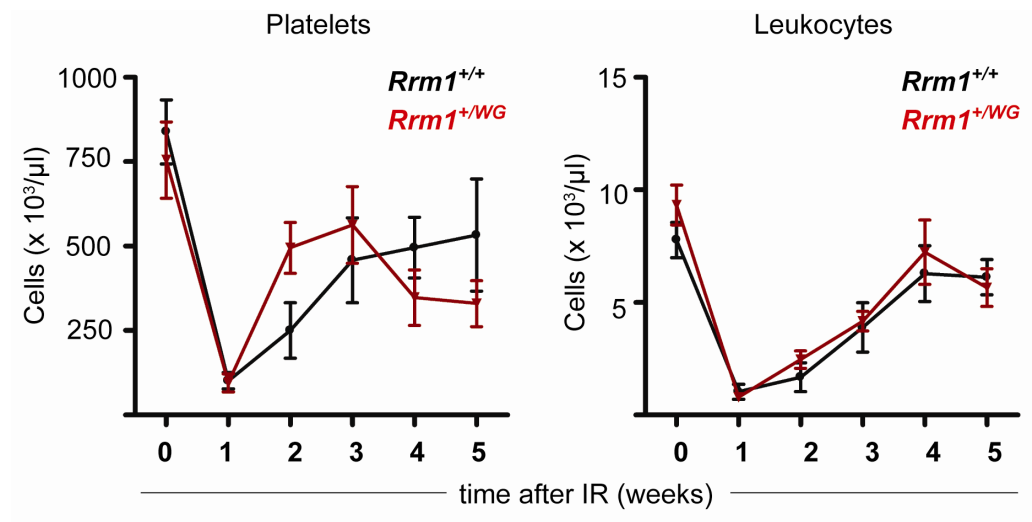 Platelets
Cells (x 10³/µl)
1000
750
500
250
Rrm1+/+
Rrm1+/WG
0 1 2 3 4 5
Leukocytes
Cells (x 10³/µl)
15
10
5
Rrm1+/+
Rrm1+/WG
0 1 2 3 4 5
time after IR (weeks)